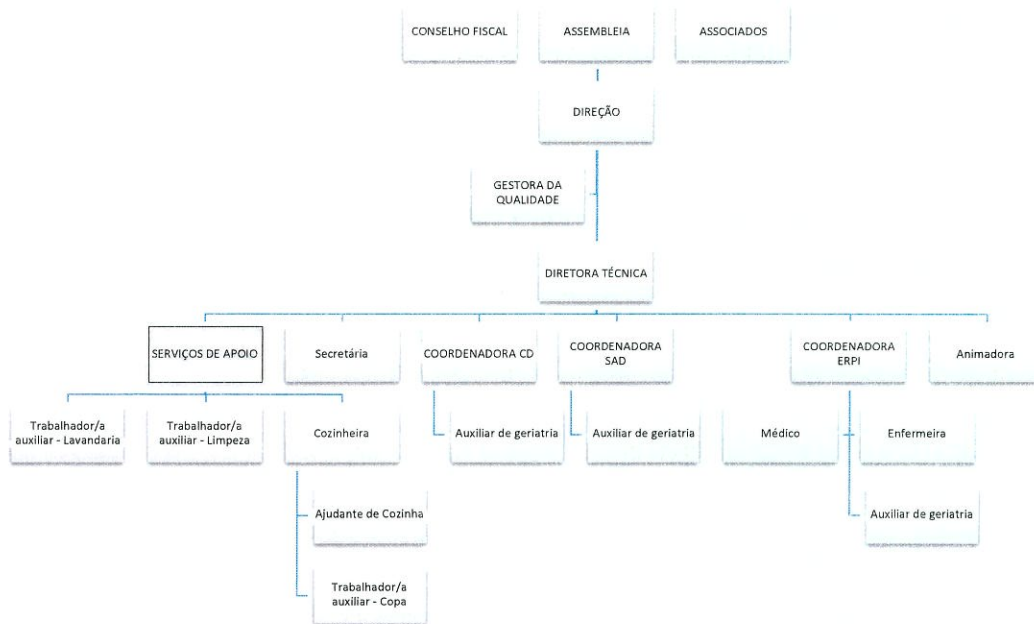 CONSELHO FISCAL
ASSEMBLEIA
ASSOCIADOS
DIREÇÃO
GESTORA DA
QUALIDADE
DIRETORA TÉCNICA
SERVIÇOS DE APOIO
Secretária
COORDENADORA CD
COORDENADORA
SAD
COORDENADORA
ERPI
Animadora
Trabalhador/a
auxiliar - Lavandaria
Trabalhador/a
auxiliar - Limpeza
Cozinheira
Auxiliar de geriatria
Auxiliar de geriatria
Médico
Enfermeira
Ajudante de Cozinha
Auxiliar de geriatria
Trabalhador/a
auxiliar - Copa